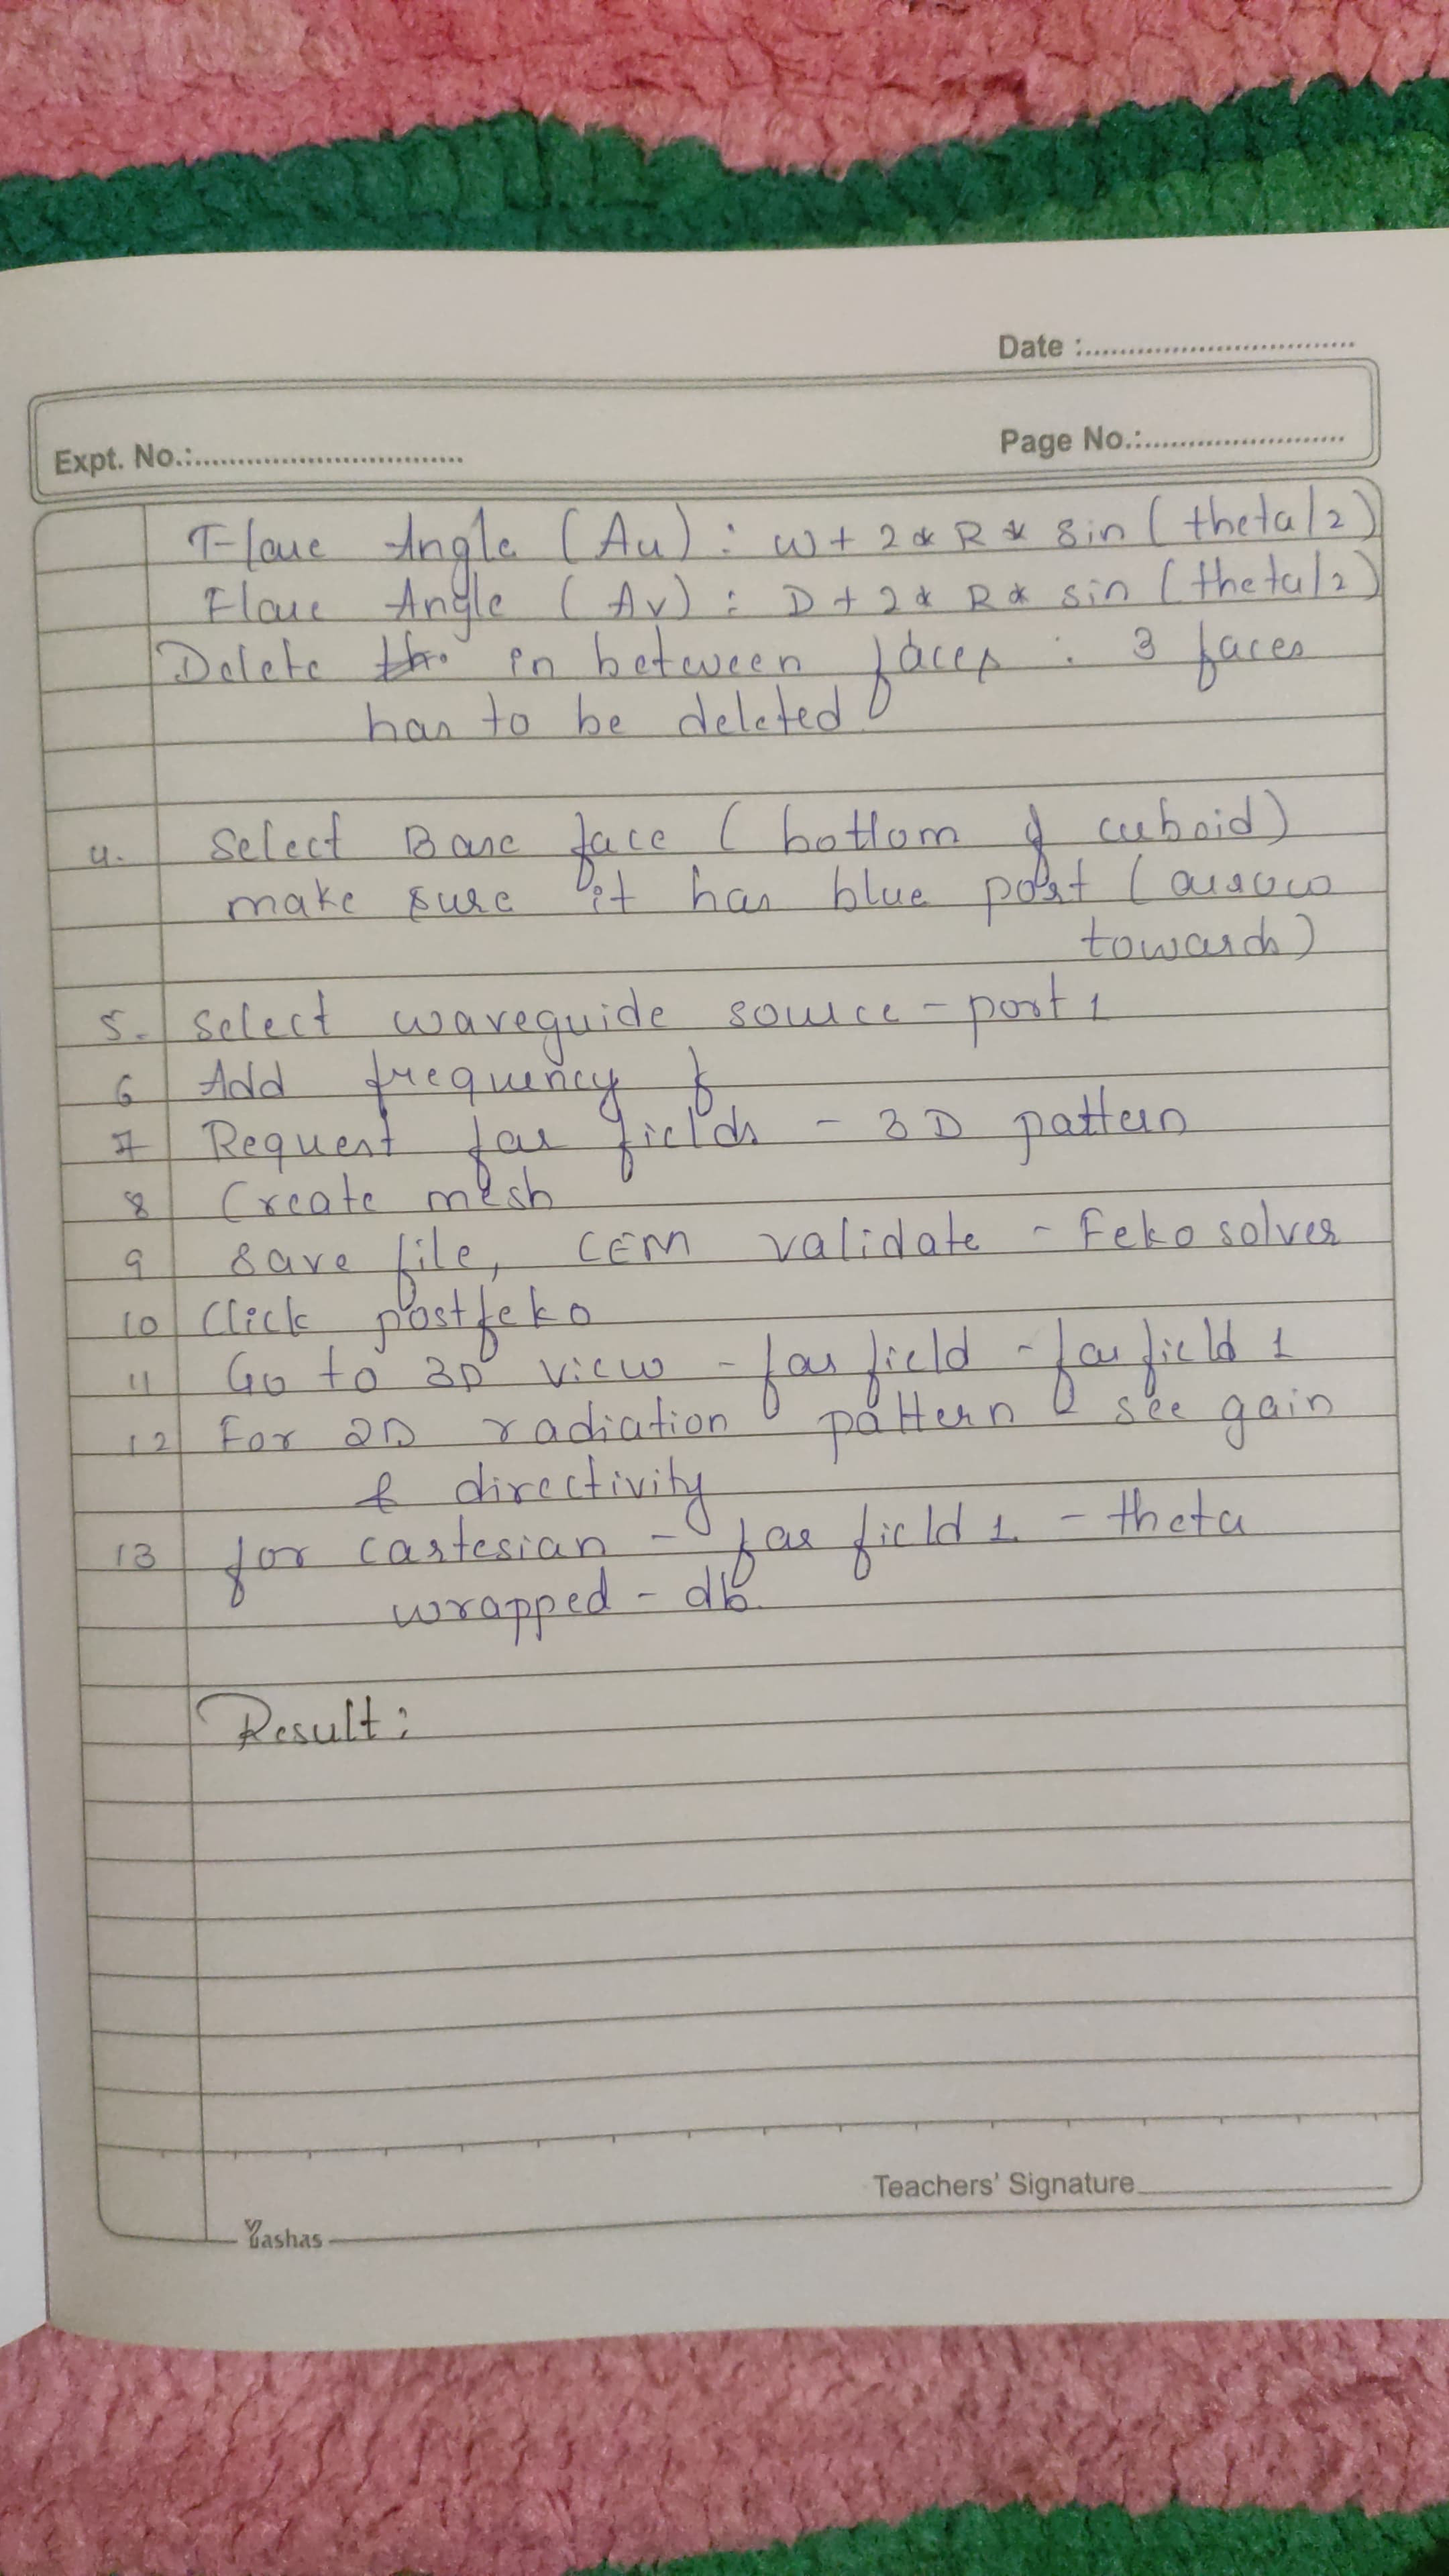 Date :
Expt. No.:
Page No.:
Flare Angle (Au) : W + 2 * R * sin (theta/2)
Flare Angle (Av) : D + 2 * R * sin (theta/2)
Delete in between faces : 3 faces
has to be deleted.
4. Select Base face ( bottom of cuboid)
make sure it has blue port (arrow
towards)
5. Select waveguide source - port 1
6 Add frequency f
7 Request far fields - 3D pattern
8 Create mesh
9 Save file, CEM validate - Feko solver
10 Click postfeko
11 Go to 3D view - far field - far field 1
12 For 2D radiation pattern - see gain
& directivity
13 for cartesian - far field 1. - theta
wrapped - db.
Result :
Teachers' Signature
Yashas